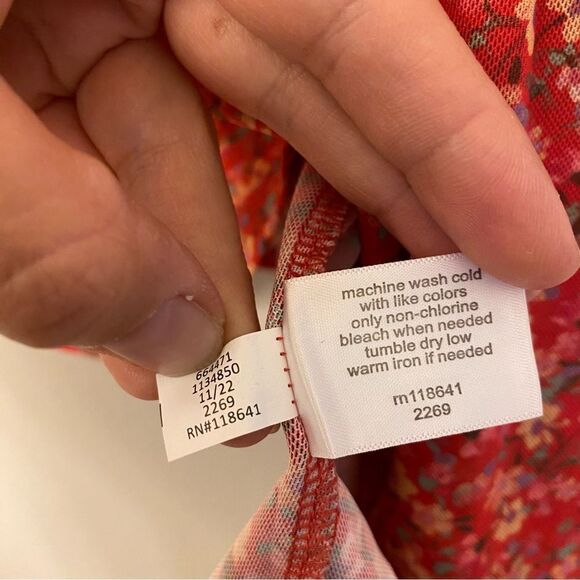 664471
1134850
11/22
2269
RN#118641
machine wash cold
with like colors
only non-chlorine
bleach when needed
tumble dry low
warm iron if needed
rn118641
2269